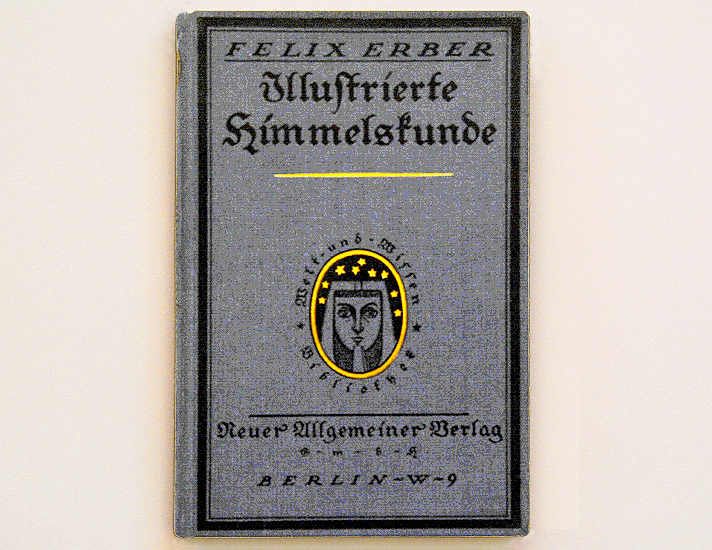 FELIX ERBER
Illustrierte
Himmelskunde
Welt-und-Wissen
Bibliothek
Neuer Allgemeiner Verlag
G-m-b-H
BERLIN-W-9